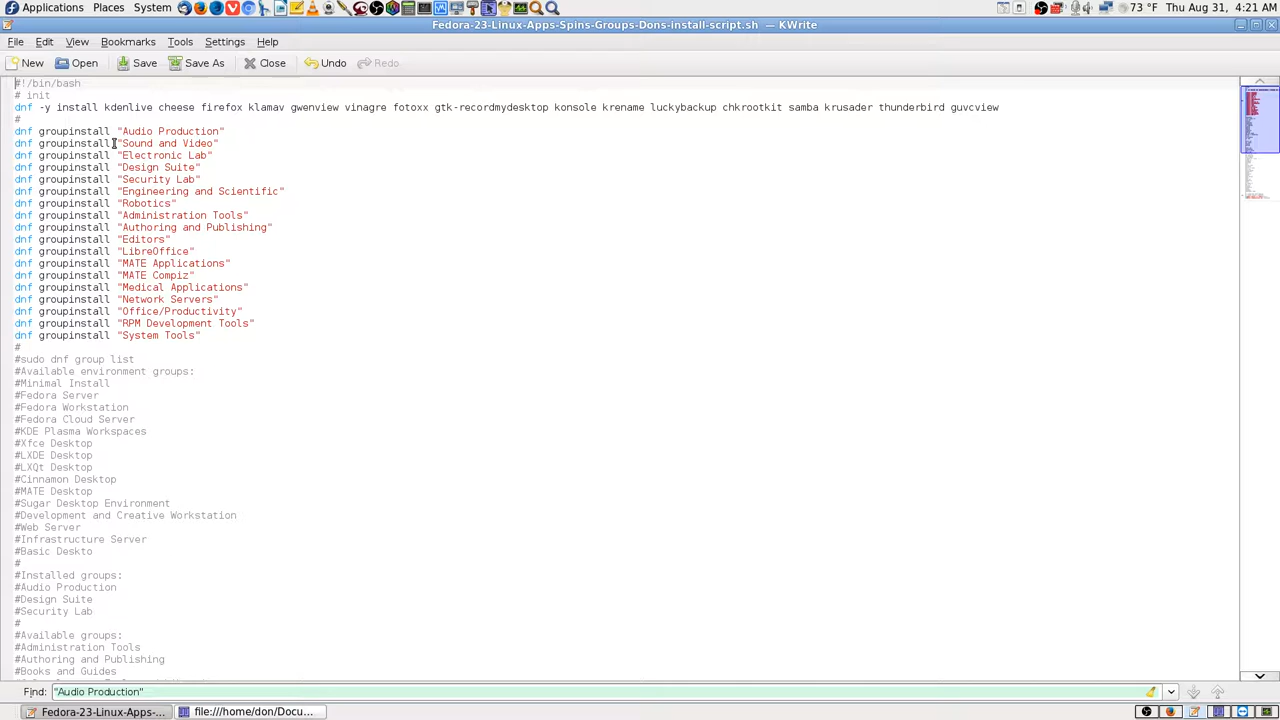 Applications Places System
73 °F Thu Aug 31, 4:21 AM
Fedora-23-Linux-Apps-Spins-Groups-Dons-install-script.sh — KWrite
File Edit View Bookmarks Tools Settings Help
New Open Save Save As Close Undo Redo
#!/bin/bash
# init
dnf -y install kdenlive cheese firefox klamav gwenview vinagre fotoxx gtk-recordmydesktop konsole krename luckybackup chkrootkit samba krusader thunderbird guvcview
#
dnf groupinstall "Audio Production"
dnf groupinstall "Sound and Video"
dnf groupinstall "Electronic Lab"
dnf groupinstall "Design Suite"
dnf groupinstall "Security Lab"
dnf groupinstall "Engineering and Scientific"
dnf groupinstall "Robotics"
dnf groupinstall "Administration Tools"
dnf groupinstall "Authoring and Publishing"
dnf groupinstall "Editors"
dnf groupinstall "LibreOffice"
dnf groupinstall "MATE Applications"
dnf groupinstall "MATE Compiz"
dnf groupinstall "Medical Applications"
dnf groupinstall "Network Servers"
dnf groupinstall "Office/Productivity"
dnf groupinstall "RPM Development Tools"
dnf groupinstall "System Tools"
#
#sudo dnf group list
#Available environment groups:
#Minimal Install
#Fedora Server
#Fedora Workstation
#Fedora Cloud Server
#KDE Plasma Workspaces
#Xfce Desktop
#LXDE Desktop
#LXQt Desktop
#Cinnamon Desktop
#MATE Desktop
#Sugar Desktop Environment
#Development and Creative Workstation
#Web Server
#Infrastructure Server
#Basic Deskto
#
#Installed groups:
#Audio Production
#Design Suite
#Security Lab
#
#Available groups:
#Administration Tools
#Authoring and Publishing
#Books and Guides
Find: "Audio Production"
Fedora-23-Linux-Apps-... file:///home/don/Docu...